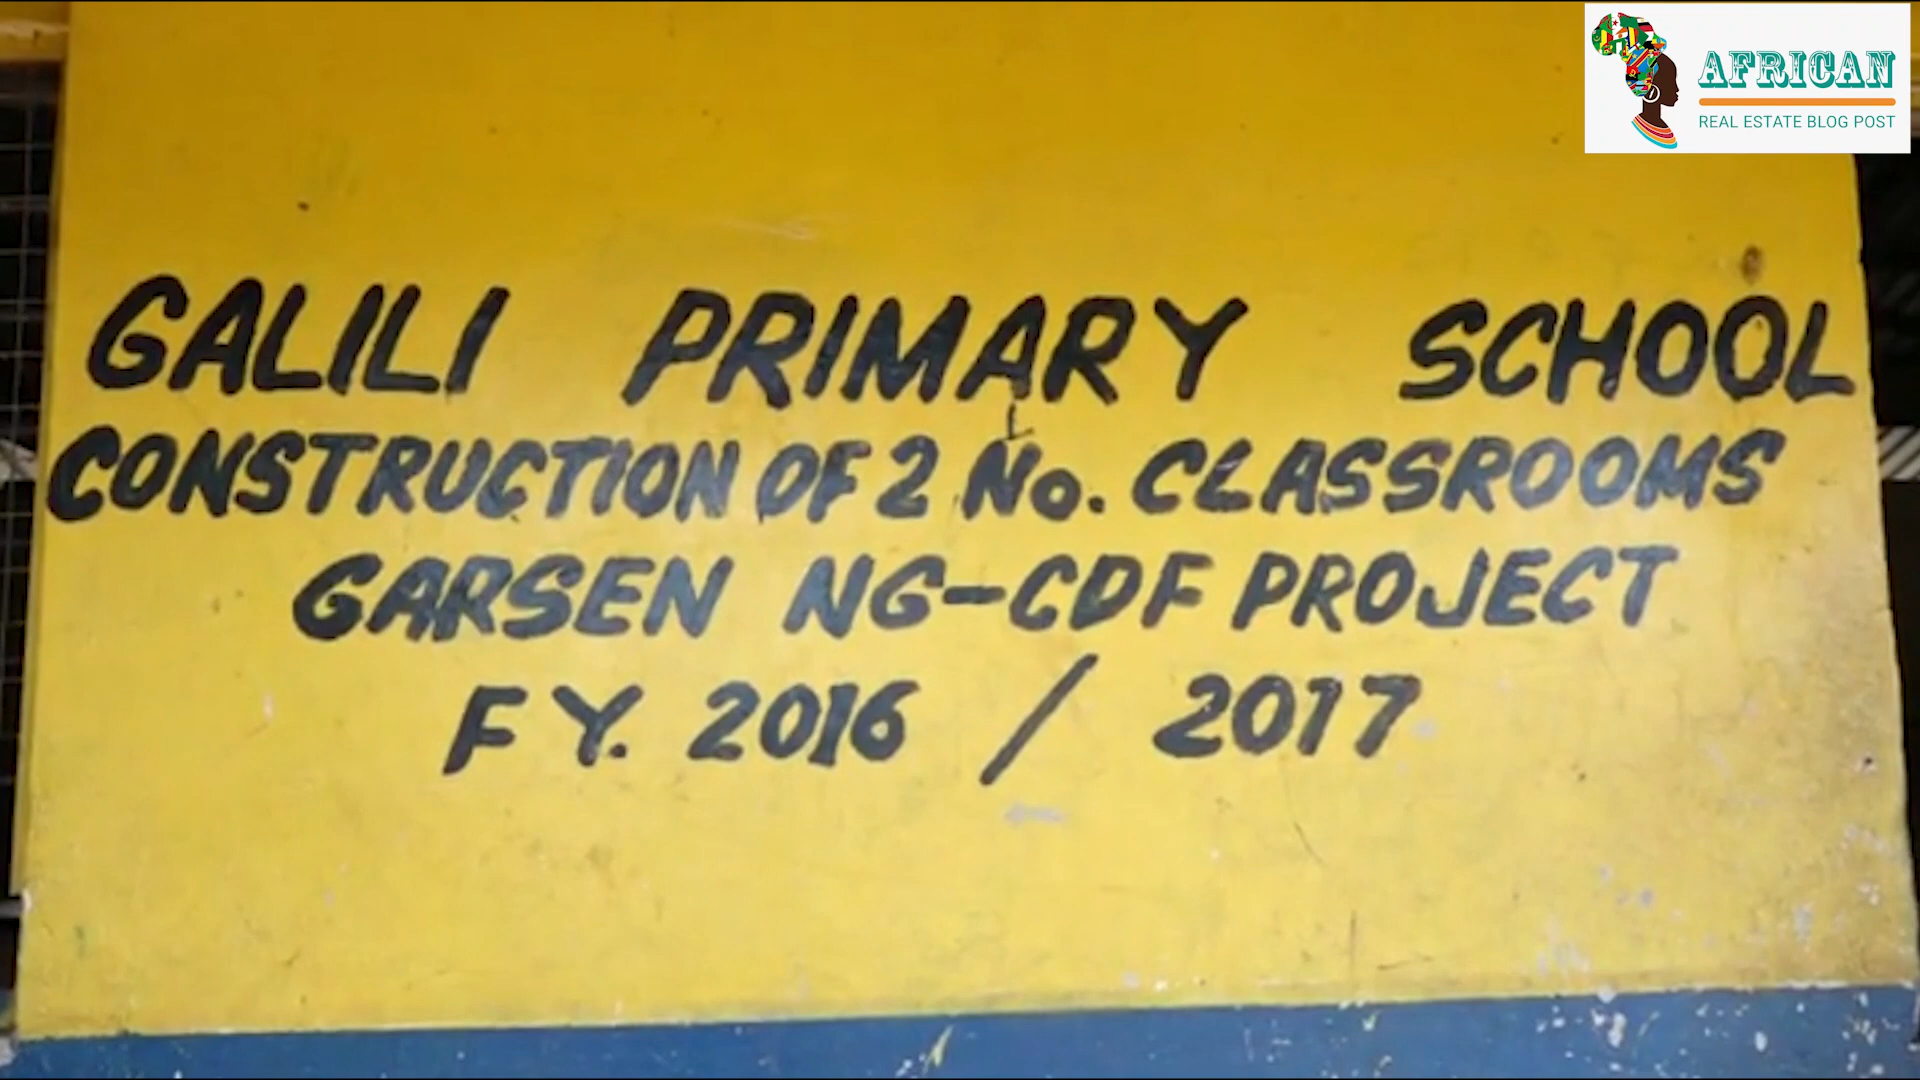 AFRICAN
REAL ESTATE BLOG POST
GALILI PRIMARY SCHOOL
CONSTRUCTION OF 2 No. CLASSROOMS
GARSEN NG-CDF PROJECT
F Y. 2016 / 2017